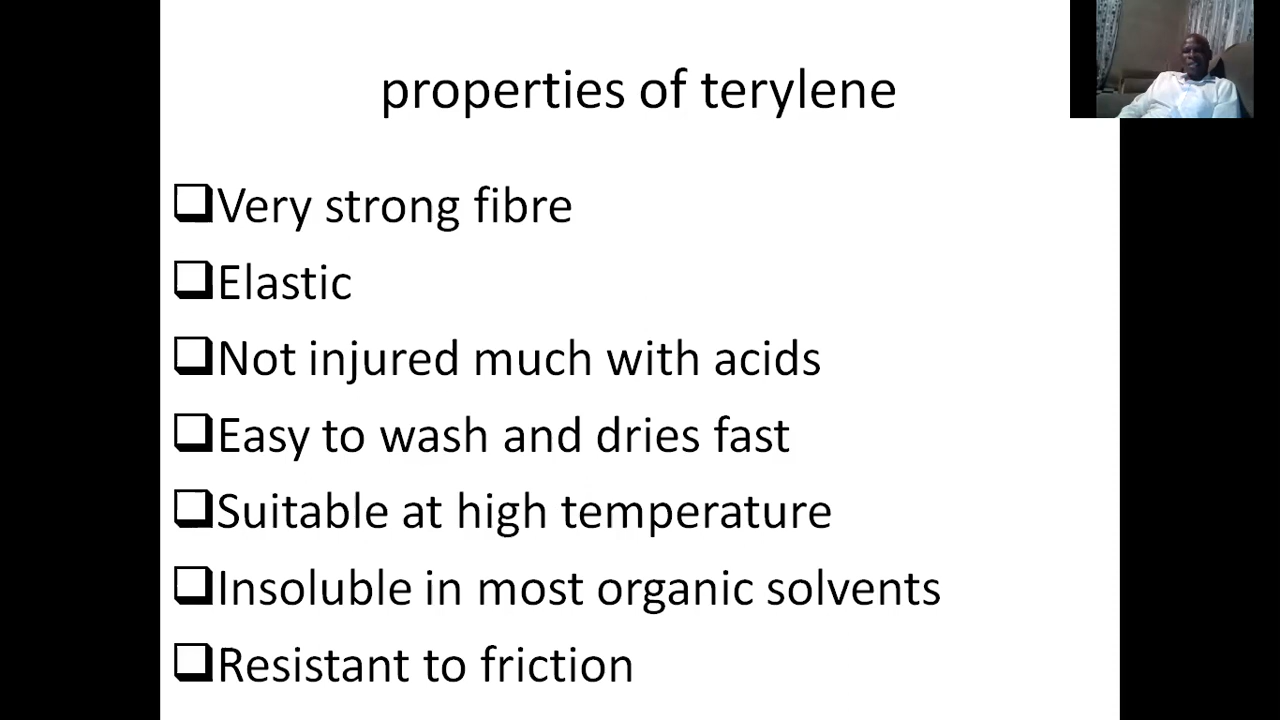 properties of terylene
Very strong fibre
Elastic
Not injured much with acids
Easy to wash and dries fast
Suitable at high temperature
Insoluble in most organic solvents
Resistant to friction